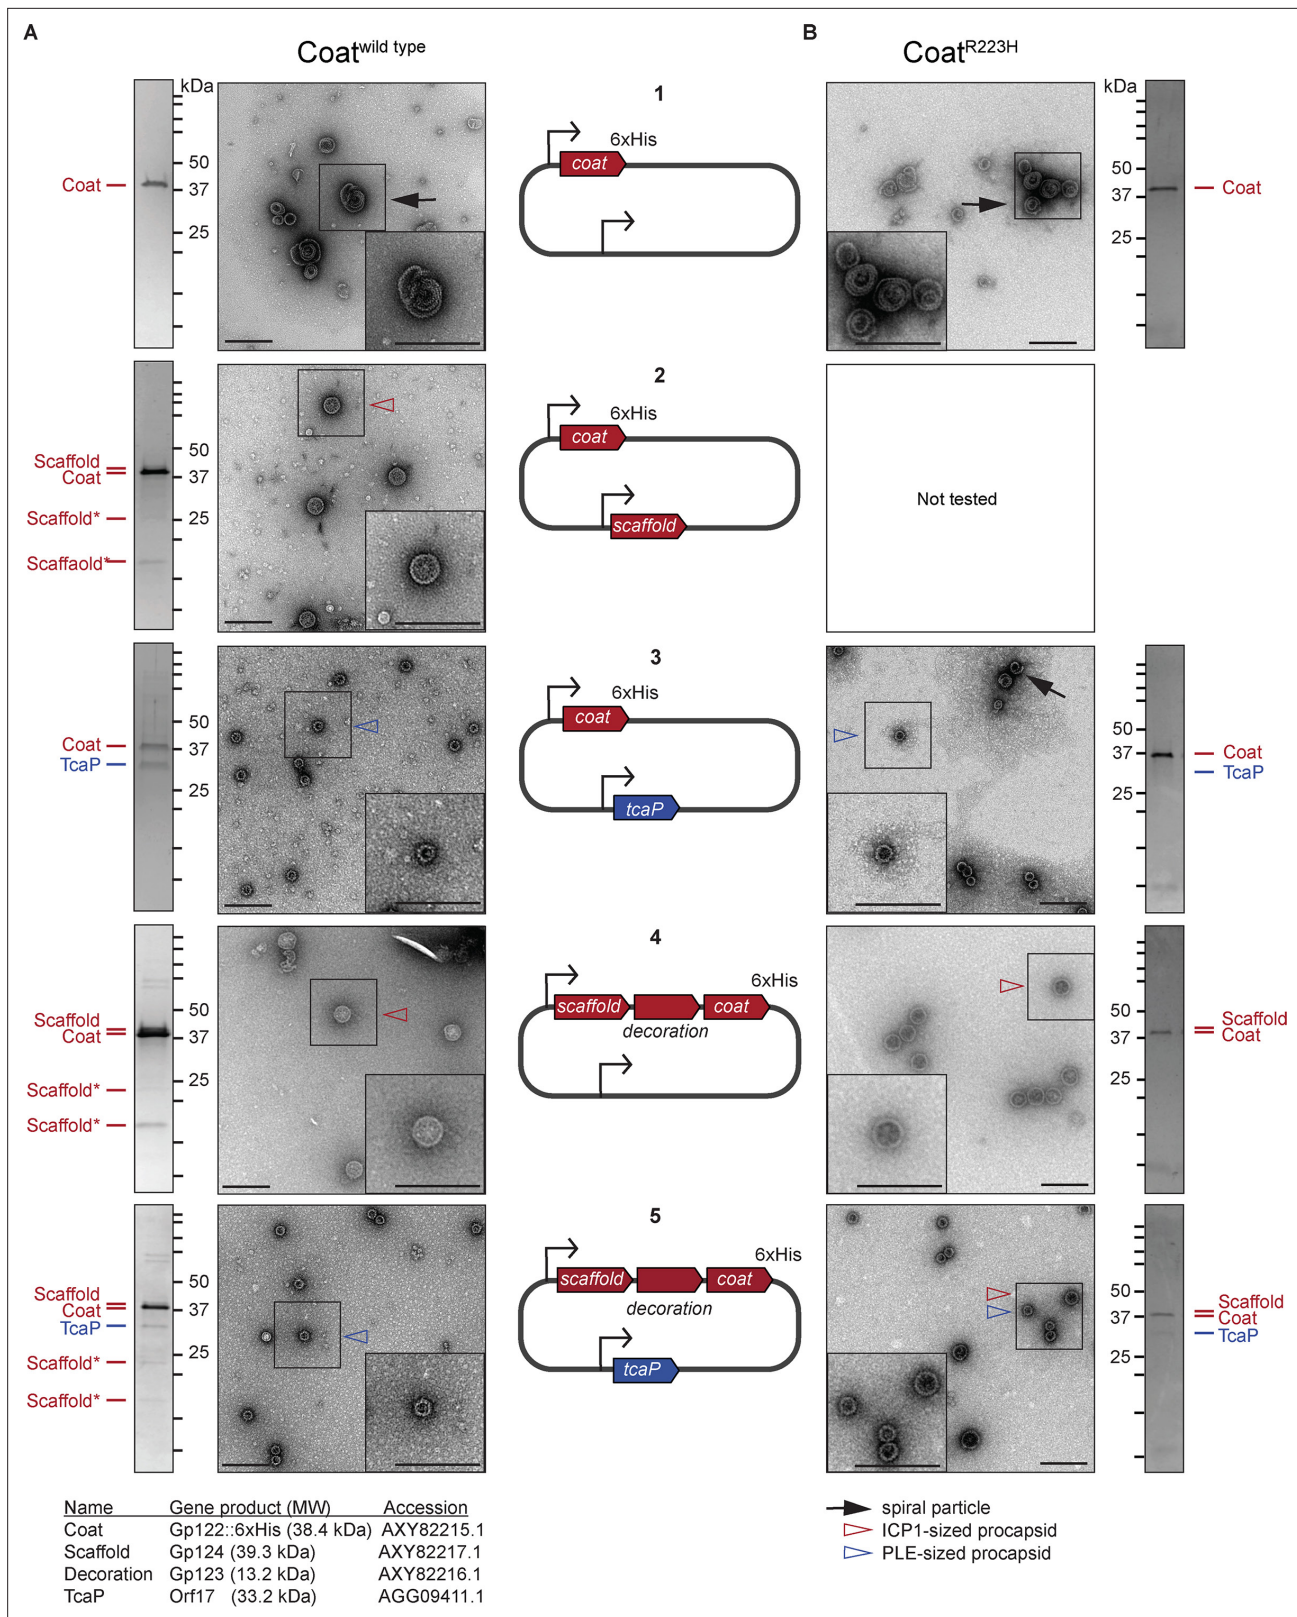 A
B
Coat wild type
Coat R223H
kDa
50
37
25
Coat
1
6xHis
coat
kDa
50
37
25
Coat
Scaffold
Coat
Scaffold*
Scaffaold*
50
37
25
2
6xHis
coat
scaffold
Not tested
Coat
TcaP
50
37
25
3
6xHis
coat
tcaP
50
37
25
Coat
TcaP
Scaffold
Coat
Scaffold*
Scaffold*
50
37
25
4
6xHis
scaffold
coat
decoration
50
37
25
Scaffold
Coat
Scaffold
Coat
TcaP
Scaffold*
Scaffold*
50
37
25
5
6xHis
scaffold
coat
decoration
tcaP
50
37
25
Scaffold
Coat
TcaP
Name Gene product (MW) Accession
Coat Gp122::6xHis (38.4 kDa) AXY82215.1
Scaffold Gp124 (39.3 kDa) AXY82217.1
Decoration Gp123 (13.2 kDa) AXY82216.1
TcaP Orf17 (33.2 kDa) AGG09411.1
spiral particle
ICP1-sized procapsid
PLE-sized procapsid